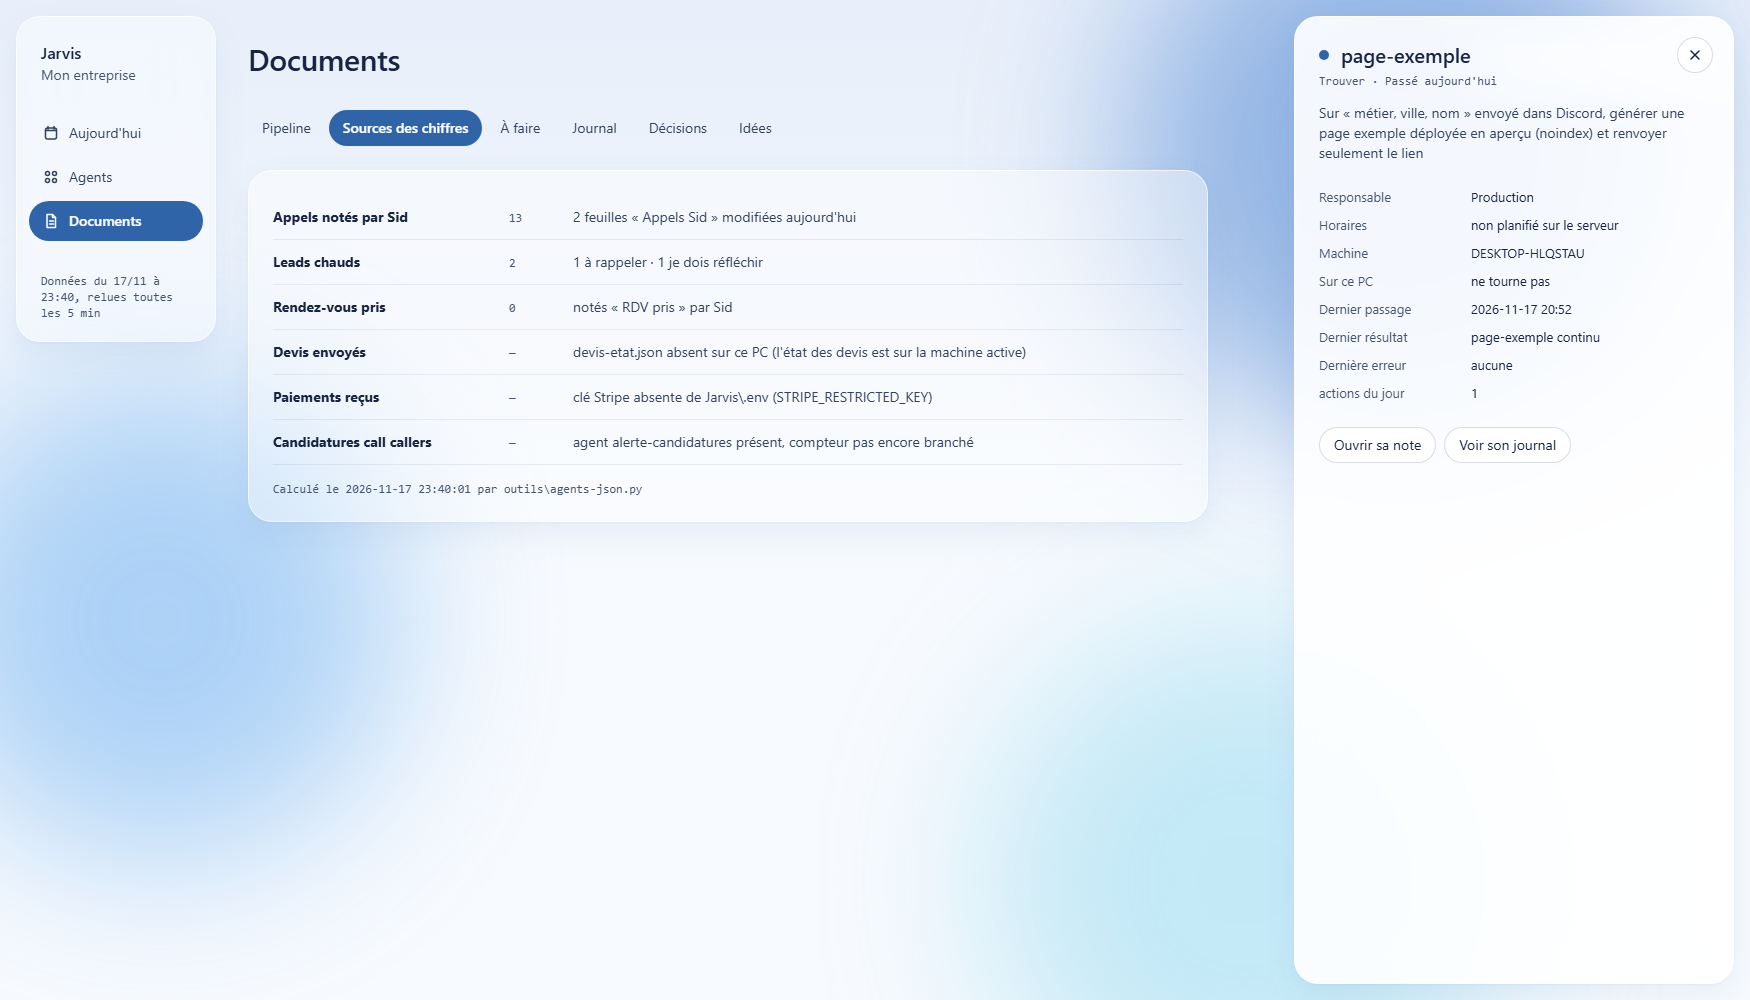 Jarvis
Mon entreprise
Aujourd'hui
Agents
Documents
Données du 17/11 à
23:40, relues toutes
les 5 min
Documents
Pipeline
Sources des chiffres
À faire
Journal
Décisions
Idées
Appels notés par Sid 13 2 feuilles « Appels Sid » modifiées aujourd'hui
Leads chauds 2 1 à rappeler · 1 je dois réfléchir
Rendez-vous pris 0 notés « RDV pris » par Sid
Devis envoyés – devis-etat.json absent sur ce PC (l'état des devis est sur la machine active)
Paiements reçus – clé Stripe absente de Jarvis\.env (STRIPE_RESTRICTED_KEY)
Candidatures call callers – agent alerte-candidatures présent, compteur pas encore branché
Calculé le 2026-11-17 23:40:01 par outils\agents-json.py
page-exemple
Trouver · Passé aujourd'hui
Sur « métier, ville, nom » envoyé dans Discord, générer une
page exemple déployée en aperçu (noindex) et renvoyer
seulement le lien
Responsable Production
Horaires non planifié sur le serveur
Machine DESKTOP-HLQSTAU
Sur ce PC ne tourne pas
Dernier passage 2026-11-17 20:52
Dernier résultat page-exemple continu
Dernière erreur aucune
actions du jour 1
Ouvrir sa note
Voir son journal